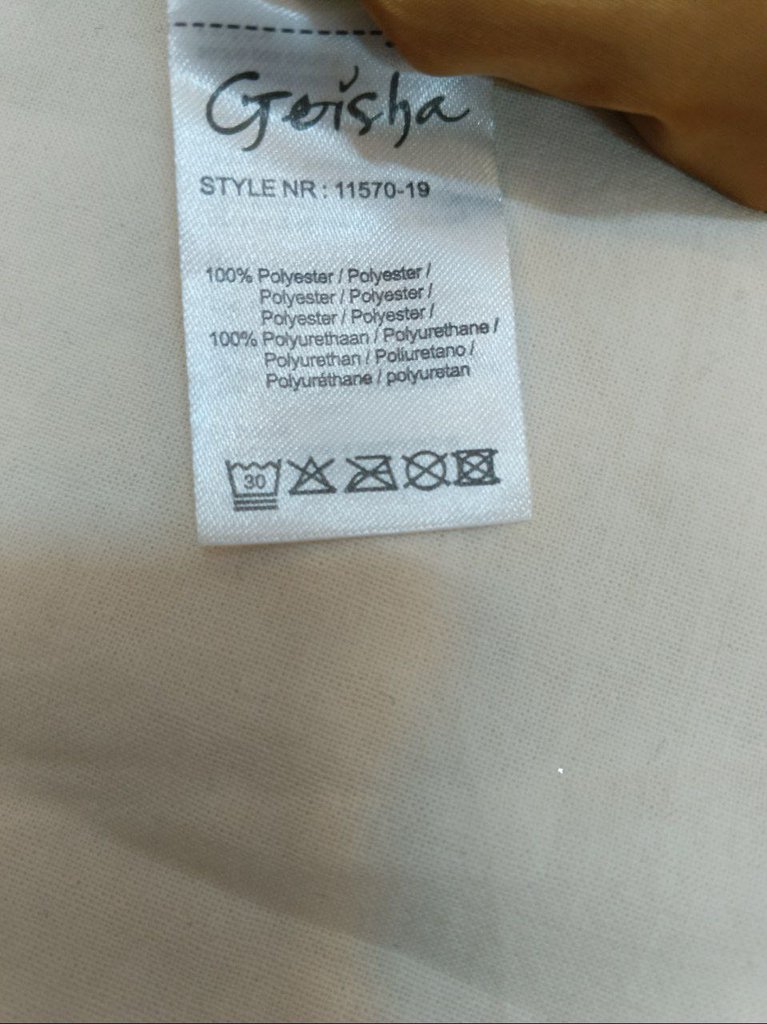 Geisha
STYLE NR : 11570-19
100% Polyester / Polyester /
Polyester / Polyester /
Polyester / Polyester /
100% Polyurethaan / Polyurethane /
Polyurethan / Poliuretano /
Polyuréthane / polyuretan
30